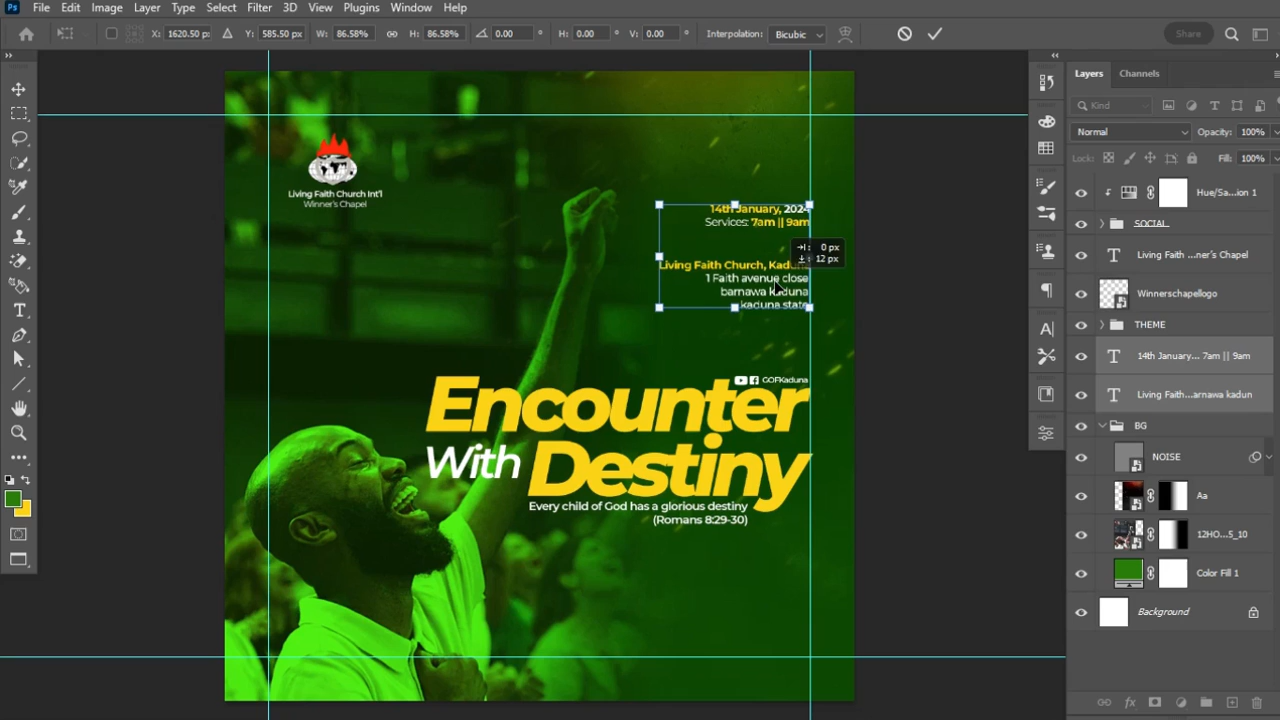 Ps File Edit Image Layer Type Select Filter 3D View Plugins Window Help
X: 1620.50 p: Y: 585.50 px W: 86.58% H: 86.58% 0.00 ° H: 0.00 ° V: 0.00 ° Interpolation: Bicubic Share
Layers Channels
Kind
Normal Opacity: 100%
Lock: Fill: 100%
Hue/Sa...ion 1
SOCIAL
Living Faith ...ner's Chapel
Winnerschapellogo
THEME
14th January... 7am || 9am
Living Faith...arnawa kadun
BG
NOISE
Aa
12HO...5_10
Color Fill 1
Background
Living Faith Church Int'l
Winner's Chapel
14th January, 2024
Services: 7am || 9am
Living Faith Church, Kaduna
1 Faith avenue close
barnawa kaduna
kaduna state
0 px
12 px
GOFKaduna
Encounter
With Destiny
Every child of God has a glorious destiny
(Romans 8:29-30)